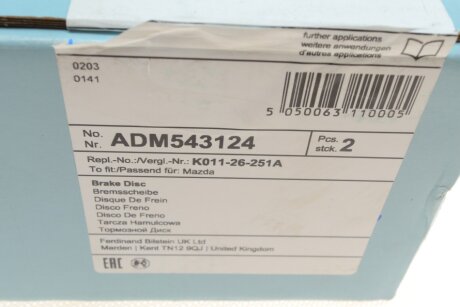 further applications
weitere anwendungen
d'autres applications
0203
0141
5 050063 110005
No. Nr. ADM543124 Pcs. stck. 2
Repl.-No.:/Vergl.-Nr.: K011-26-251A
To fit:/Passend für: Mazda
Brake Disc
Bremsscheibe
Disque De Frein
Disco Freno
Disco De Freno
Tarcza Hamulcowa
Тормозной Диск
Ferdinand Bilstein UK Ltd
Marden | Kent TN12 9QJ | United Kingdom
EAC